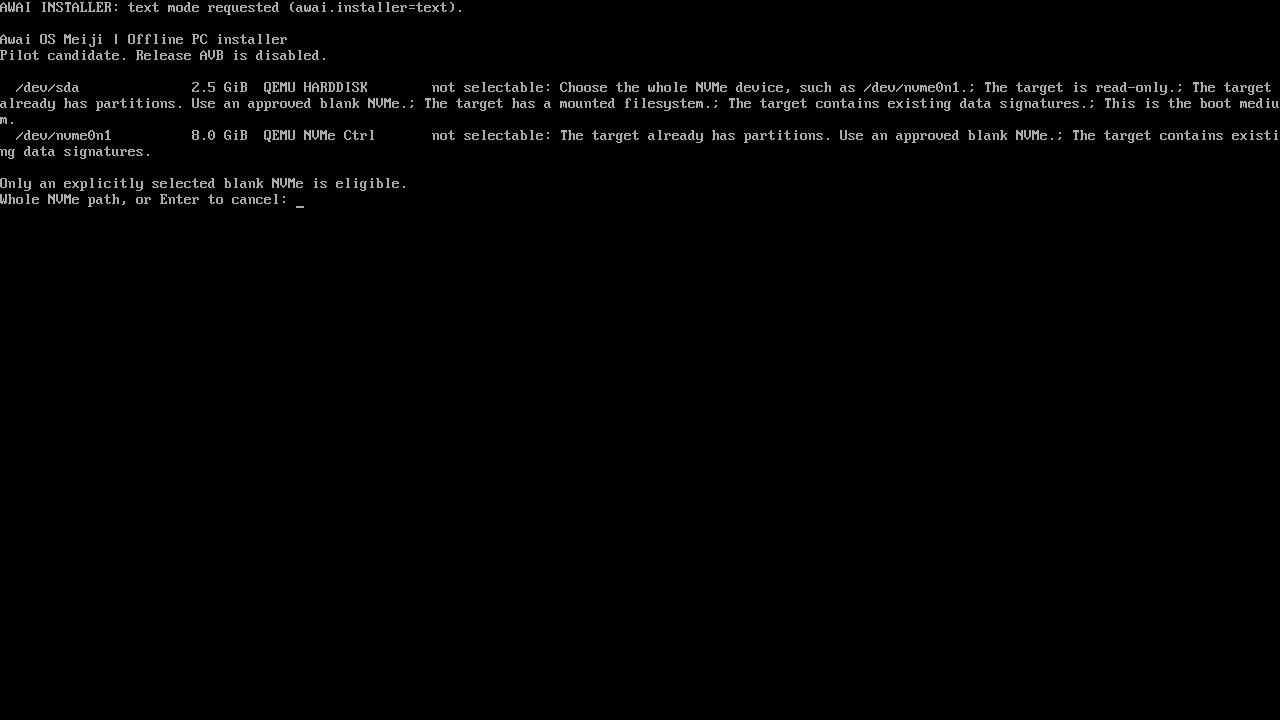 AWAI INSTALLER: text mode requested (awai.installer=text).
Awai OS Meiji | Offline PC installer
Pilot candidate. Release AVB is disabled.
/dev/sda 2.5 GiB QEMU HARDDISK not selectable: Choose the whole NVMe device, such as /dev/nvme0n1.; The target is read-only.; The target
already has partitions. Use an approved blank NVMe.; The target has a mounted filesystem.; The target contains existing data signatures.; This is the boot mediu
m.
/dev/nvme0n1 8.0 GiB QEMU NVMe Ctrl not selectable: The target already has partitions. Use an approved blank NVMe.; The target contains existi
ng data signatures.
Only an explicitly selected blank NVMe is eligible.
Whole NVMe path, or Enter to cancel: _